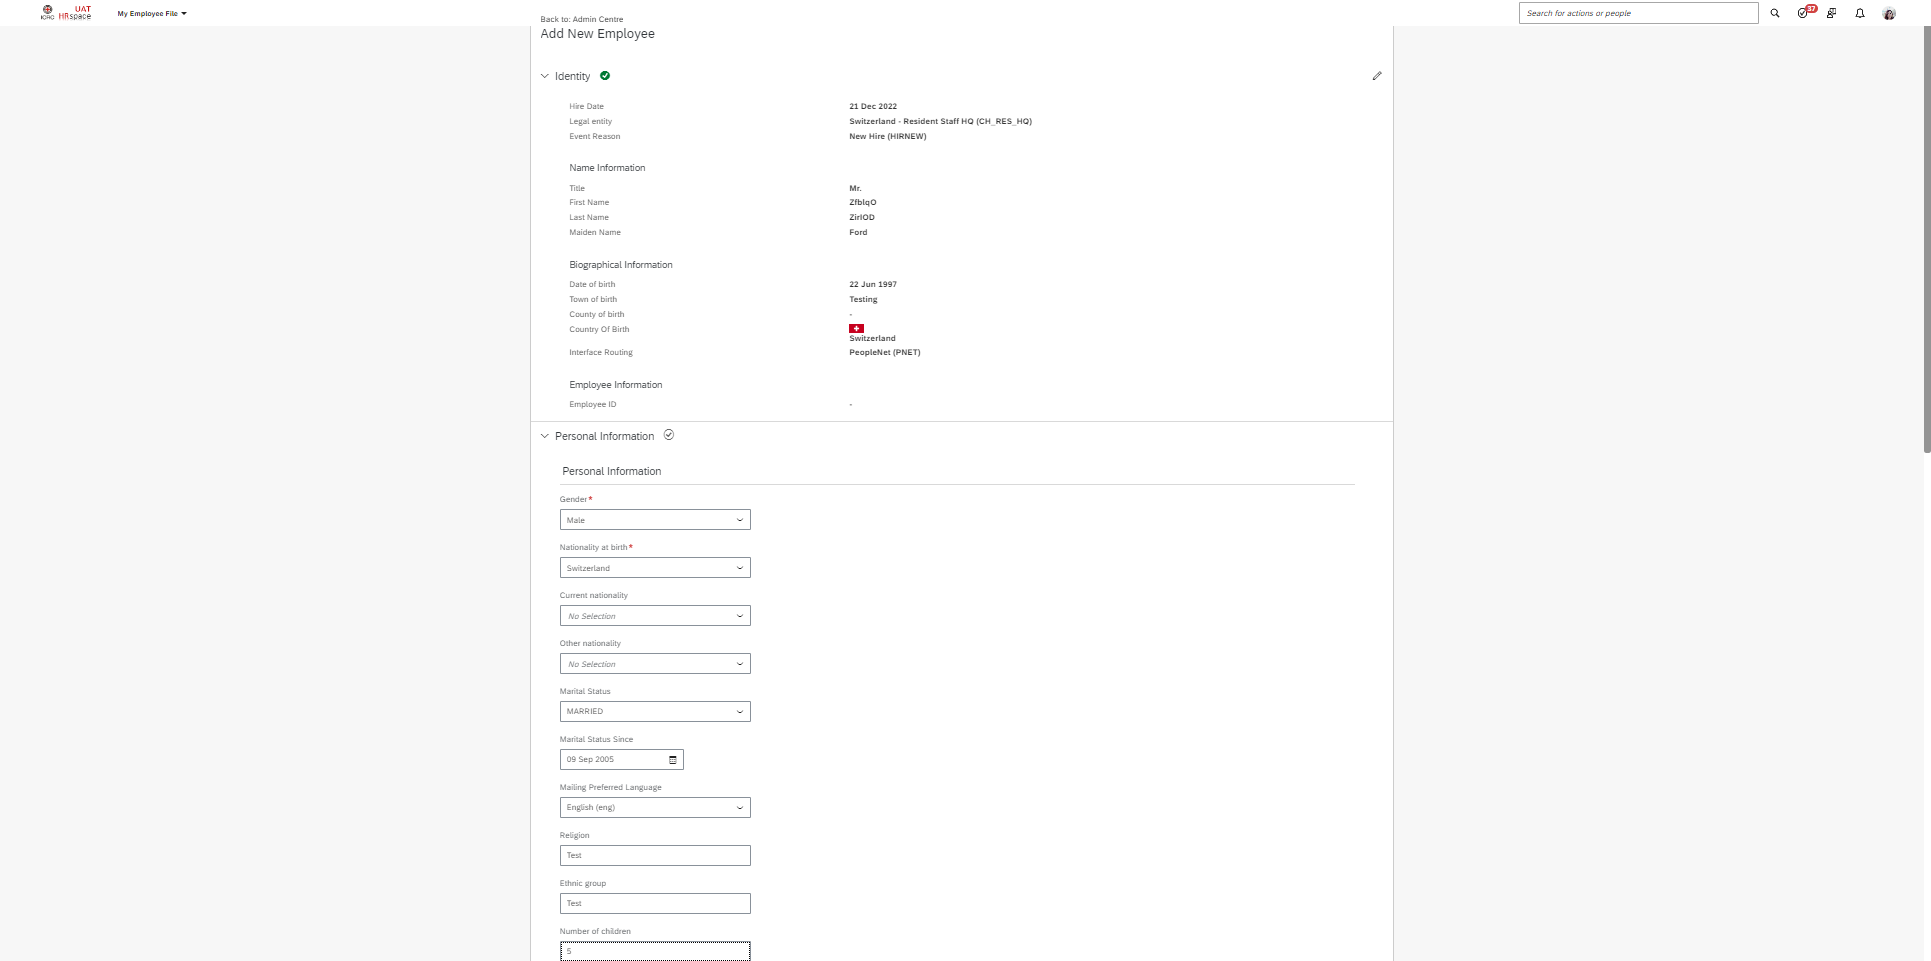 ICRC
UAT
HRspace
My Employee File
Search for actions or people
37
Back to: Admin Centre
Add New Employee
Identity
Hire Date 21 Dec 2022
Legal entity Switzerland - Resident Staff HQ (CH_RES_HQ)
Event Reason New Hire (HIRNEW)
Name Information
Title Mr.
First Name ZfblqO
Last Name ZirIOD
Maiden Name Ford
Biographical Information
Date of birth 22 Jun 1997
Town of birth Testing
County of birth -
Country Of Birth
Switzerland
Interface Routing PeopleNet (PNET)
Employee Information
Employee ID -
Personal Information
Personal Information
Gender*
Male
Nationality at birth*
Switzerland
Current nationality
No Selection
Other nationality
No Selection
Marital Status
MARRIED
Marital Status Since
09 Sep 2005
Mailing Preferred Language
English (eng)
Religion
Test
Ethnic group
Test
Number of children
5